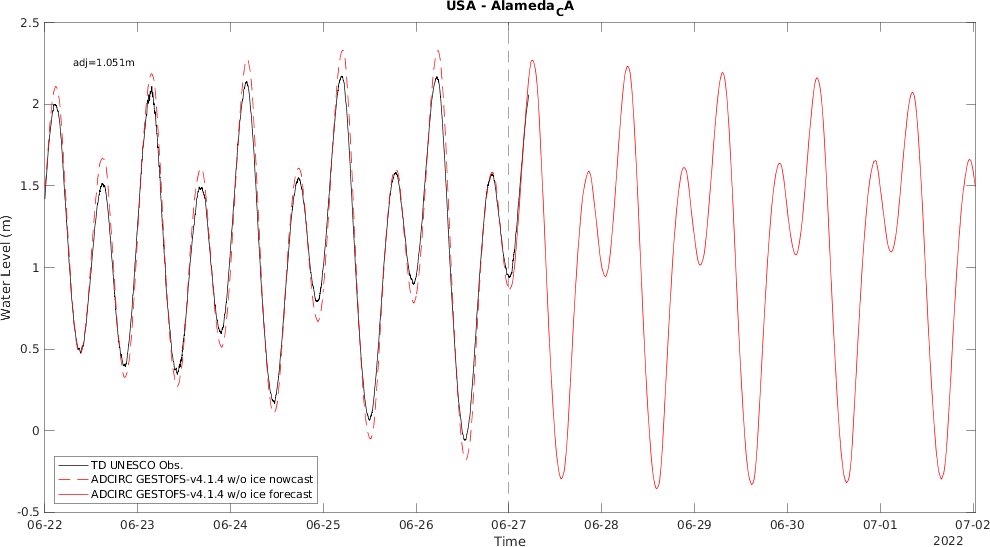 USA - Alameda_CA
adj=1.051m
2.5
2
1.5
1
0.5
0
-0.5
Water Level (m)
TD UNESCO Obs.
ADCIRC GESTOFS-v4.1.4 w/o ice nowcast
ADCIRC GESTOFS-v4.1.4 w/o ice forecast
06-22 06-23 06-24 06-25 06-26 06-27 06-28 06-29 06-30 07-01 07-02
Time
2022